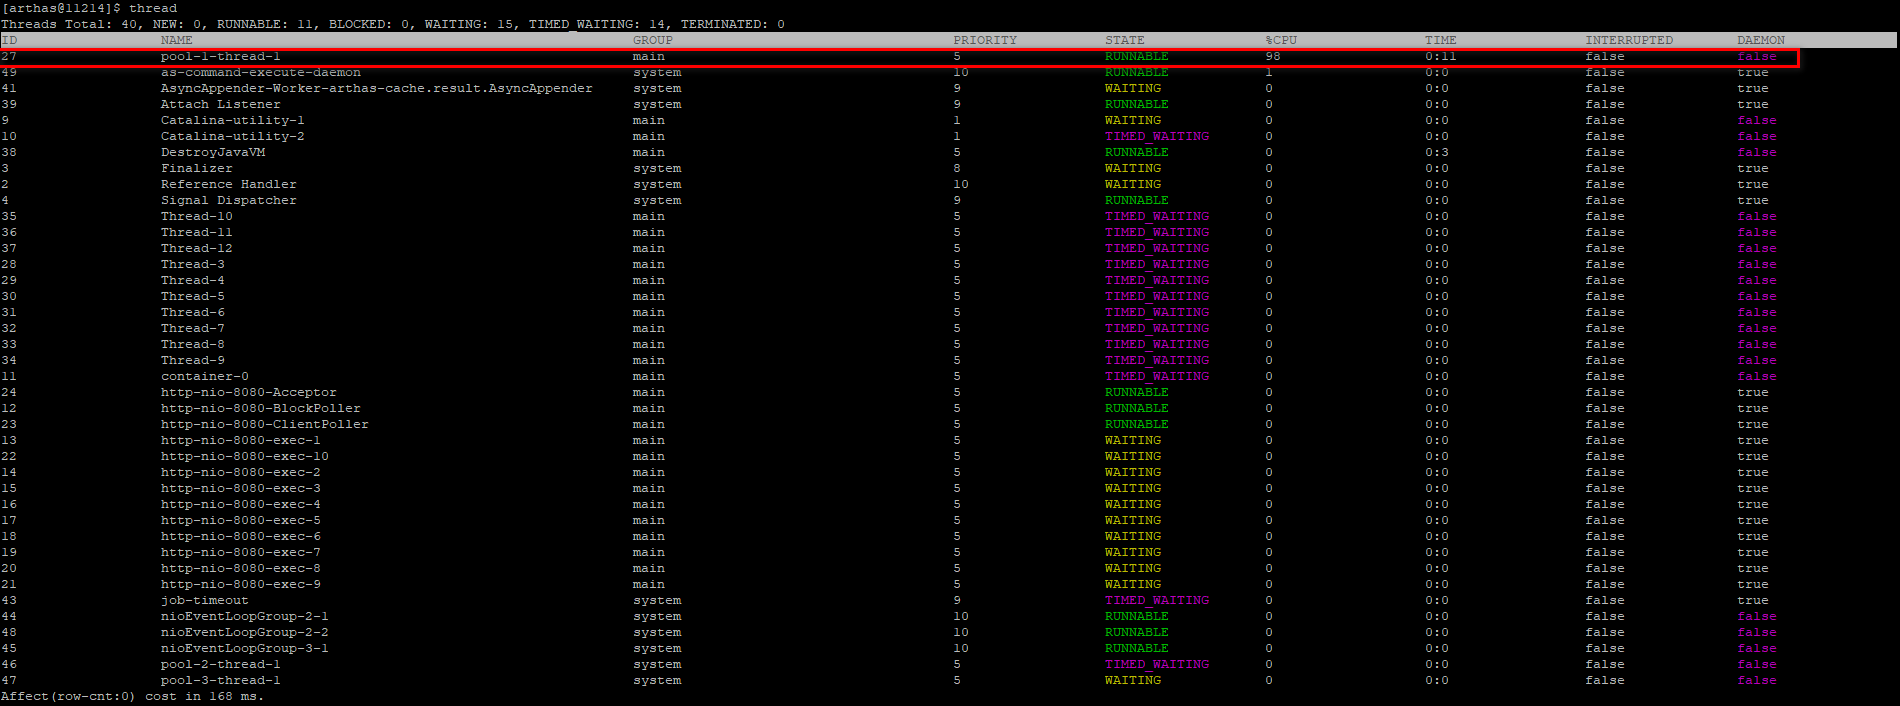 [arthas@11214]$ thread
Threads Total: 40, NEW: 0, RUNNABLE: 11, BLOCKED: 0, WAITING: 15, TIMED_WAITING: 14, TERMINATED: 0
ID NAME GROUP PRIORITY STATE %CPU TIME INTERRUPTED DAEMON
27 pool-1-thread-1 main 5 RUNNABLE 98 0:11 false false
49 as-command-execute-daemon system 10 RUNNABLE 1 0:0 false true
41 AsyncAppender-Worker-arthas-cache.result.AsyncAppender system 9 WAITING 0 0:0 false true
39 Attach Listener system 9 RUNNABLE 0 0:0 false true
9 Catalina-utility-1 main 1 WAITING 0 0:0 false false
10 Catalina-utility-2 main 1 TIMED_WAITING 0 0:0 false false
38 DestroyJavaVM main 5 RUNNABLE 0 0:3 false false
3 Finalizer system 8 WAITING 0 0:0 false true
2 Reference Handler system 10 WAITING 0 0:0 false true
4 Signal Dispatcher system 9 RUNNABLE 0 0:0 false true
35 Thread-10 main 5 TIMED_WAITING 0 0:0 false false
36 Thread-11 main 5 TIMED_WAITING 0 0:0 false false
37 Thread-12 main 5 TIMED_WAITING 0 0:0 false false
28 Thread-3 main 5 TIMED_WAITING 0 0:0 false false
29 Thread-4 main 5 TIMED_WAITING 0 0:0 false false
30 Thread-5 main 5 TIMED_WAITING 0 0:0 false false
31 Thread-6 main 5 TIMED_WAITING 0 0:0 false false
32 Thread-7 main 5 TIMED_WAITING 0 0:0 false false
33 Thread-8 main 5 TIMED_WAITING 0 0:0 false false
34 Thread-9 main 5 TIMED_WAITING 0 0:0 false false
11 container-0 main 5 TIMED_WAITING 0 0:0 false false
24 http-nio-8080-Acceptor main 5 RUNNABLE 0 0:0 false true
12 http-nio-8080-BlockPoller main 5 RUNNABLE 0 0:0 false true
23 http-nio-8080-ClientPoller main 5 RUNNABLE 0 0:0 false true
13 http-nio-8080-exec-1 main 5 WAITING 0 0:0 false true
22 http-nio-8080-exec-10 main 5 WAITING 0 0:0 false true
14 http-nio-8080-exec-2 main 5 WAITING 0 0:0 false true
15 http-nio-8080-exec-3 main 5 WAITING 0 0:0 false true
16 http-nio-8080-exec-4 main 5 WAITING 0 0:0 false true
17 http-nio-8080-exec-5 main 5 WAITING 0 0:0 false true
18 http-nio-8080-exec-6 main 5 WAITING 0 0:0 false true
19 http-nio-8080-exec-7 main 5 WAITING 0 0:0 false true
20 http-nio-8080-exec-8 main 5 WAITING 0 0:0 false true
21 http-nio-8080-exec-9 main 5 WAITING 0 0:0 false true
43 job-timeout system 9 TIMED_WAITING 0 0:0 false true
44 nioEventLoopGroup-2-1 system 10 RUNNABLE 0 0:0 false false
48 nioEventLoopGroup-2-2 system 10 RUNNABLE 0 0:0 false false
45 nioEventLoopGroup-3-1 system 10 RUNNABLE 0 0:0 false false
46 pool-2-thread-1 system 5 TIMED_WAITING 0 0:0 false false
47 pool-3-thread-1 system 5 WAITING 0 0:0 false false
Affect(row-cnt:0) cost in 168 ms.